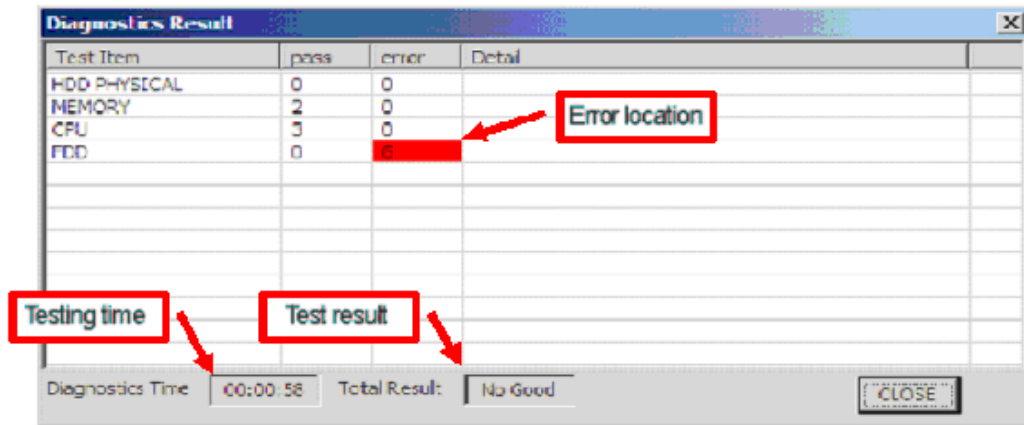 Diagnostics Result
Test Item pass error Detail
HDD PHYSICAL 0 0
MEMORY 2 0
CPU 3 0
FDD 0 6
Error location
Testing time
Test result
Diagnostics Time 00:00:58 Total Result No Good CLOSE